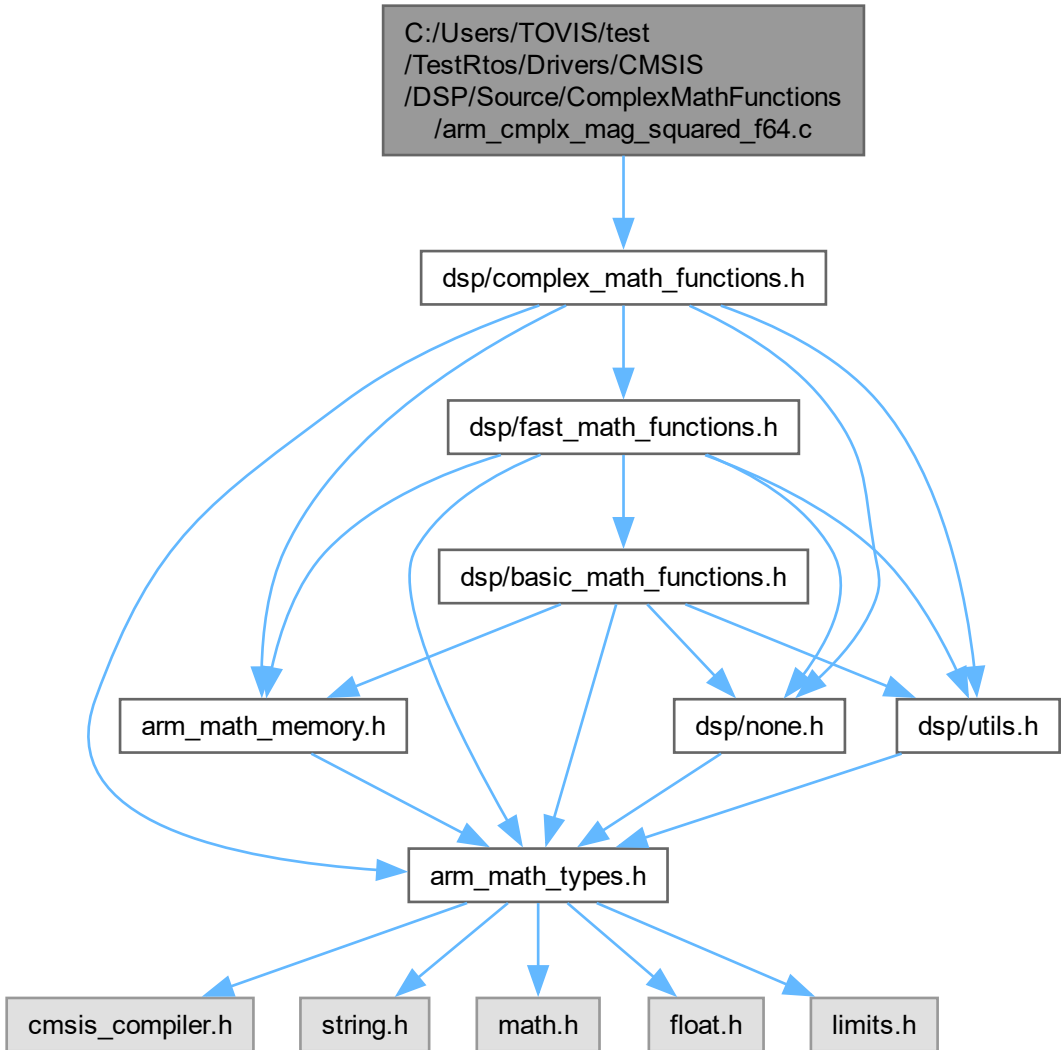 C:/Users/TOVIS/test
/TestRtos/Drivers/CMSIS
/DSP/Source/ComplexMathFunctions
/arm_cmplx_mag_squared_f64.c
dsp/complex_math_functions.h
dsp/fast_math_functions.h
dsp/basic_math_functions.h
arm_math_memory.h
dsp/none.h
dsp/utils.h
arm_math_types.h
cmsis_compiler.h
string.h
math.h
float.h
limits.h